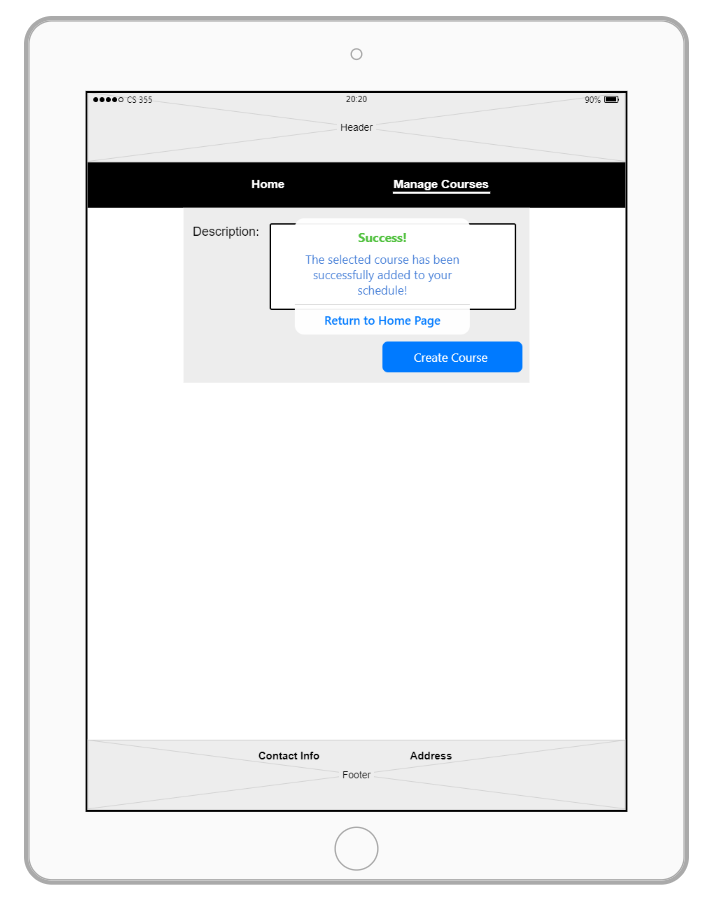 CS 355 20:20 90%
Header
Home Manage Courses
Description:
Success!
The selected course has been
successfully added to your
schedule!
Return to Home Page
Create Course
Contact Info Address
Footer